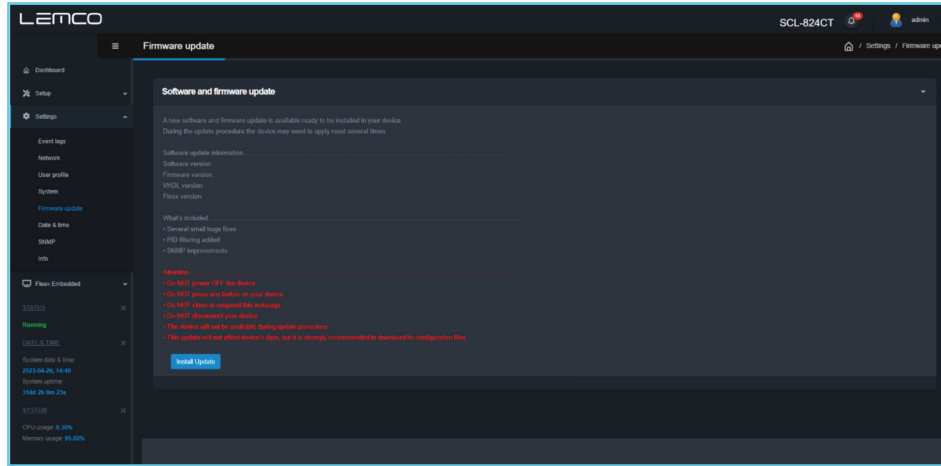 LEMCO
SCL-824CT
admin
Firmware update
/ Settings / Firmware upd
Dashboard
Setup
Settings
Event logs
Network
User profile
System
Firmware update
Date & time
SNMP
Info
Fleex Embedded
STATUS
Running
DATE & TIME
System date & time:
2023-04-26, 14:48
System uptime:
314d 2h 8m 23s
SYSTEM
CPU usage: 8.38%
Memory usage: 95.88%
Software and firmware update
A new software and firmware update is available ready to be installed in your device.
During the update procedure the device may need to apply reset several times.
Software update information
Software version:
Firmware version:
VHDL version:
Fleex version:
What's included
• Several small bugs fixes
• PID filtering added
• SNMP improvements
Attention
• Do NOT power OFF the device
• Do NOT press any button on your device
• Do NOT close or suspend this webpage
• Do NOT disconnect your device
• The device will not be available during update procedure
• This update will not affect device's data, but it is strongly recommended to download its configuration files
Install Update